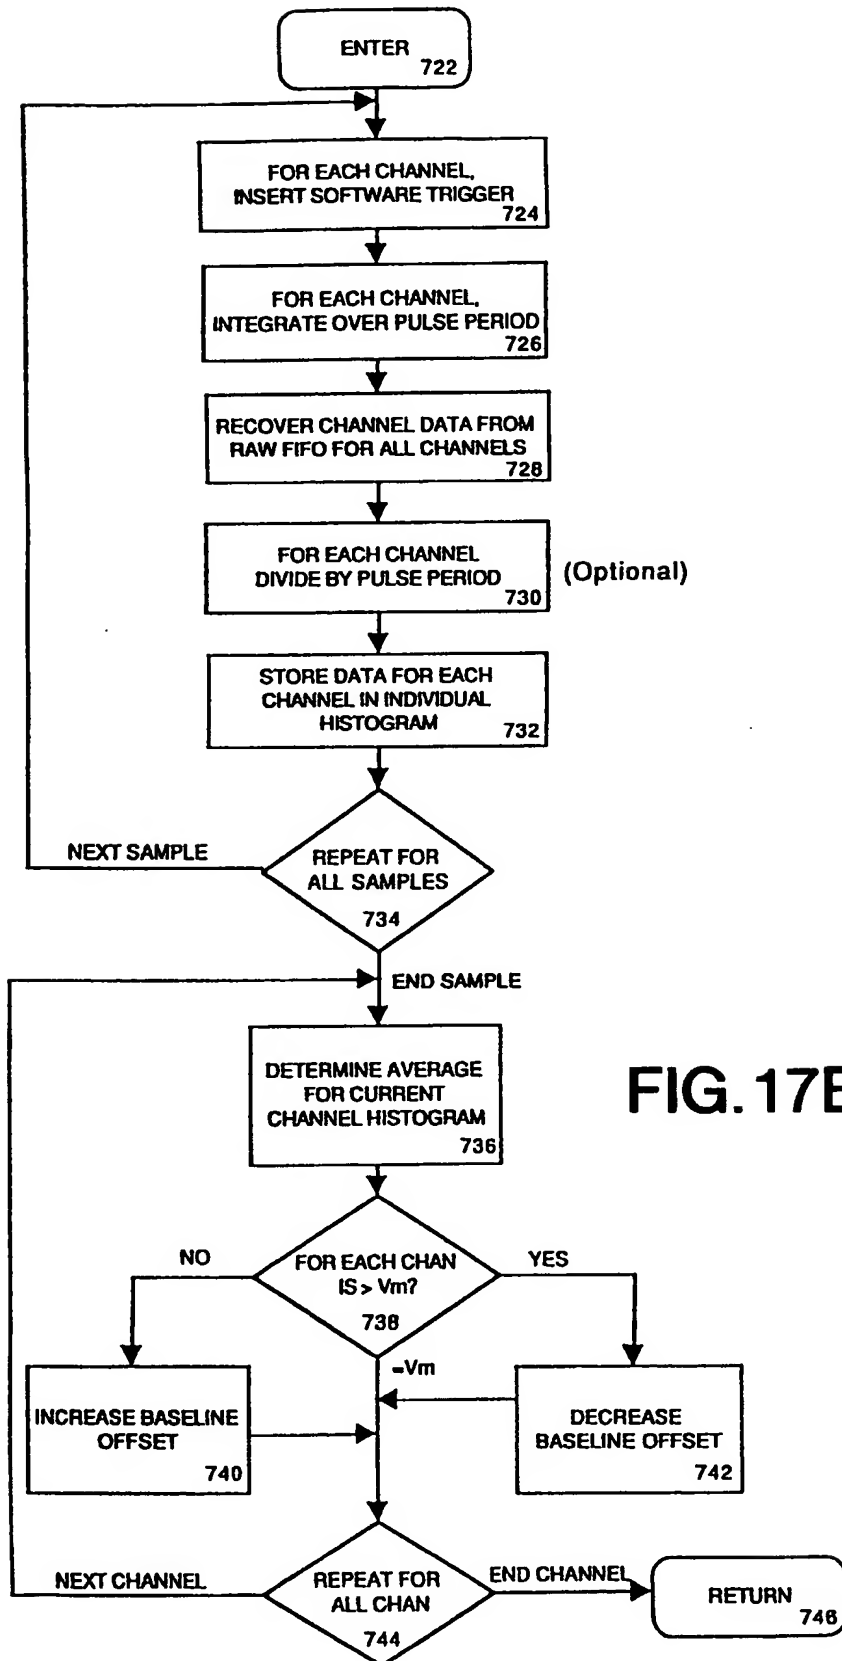 ENTER
722
FOR EACH CHANNEL,
INSERT SOFTWARE TRIGGER
724
FOR EACH CHANNEL,
INTEGRATE OVER PULSE PERIOD
726
RECOVER CHANNEL DATA FROM
RAW FIFO FOR ALL CHANNELS
728
FOR EACH CHANNEL
DIVIDE BY PULSE PERIOD
730
(Optional)
STORE DATA FOR EACH
CHANNEL IN INDIVIDUAL
HISTOGRAM
732
NEXT SAMPLE
REPEAT FOR
ALL SAMPLES
734
END SAMPLE
DETERMINE AVERAGE
FOR CURRENT
CHANNEL HISTOGRAM
736
FIG. 17B
NO
FOR EACH CHAN
IS > Vm?
738
YES
=Vm
INCREASE BASELINE
OFFSET
740
DECREASE
BASELINE OFFSET
742
NEXT CHANNEL
REPEAT FOR
ALL CHAN
744
END CHANNEL
RETURN
746